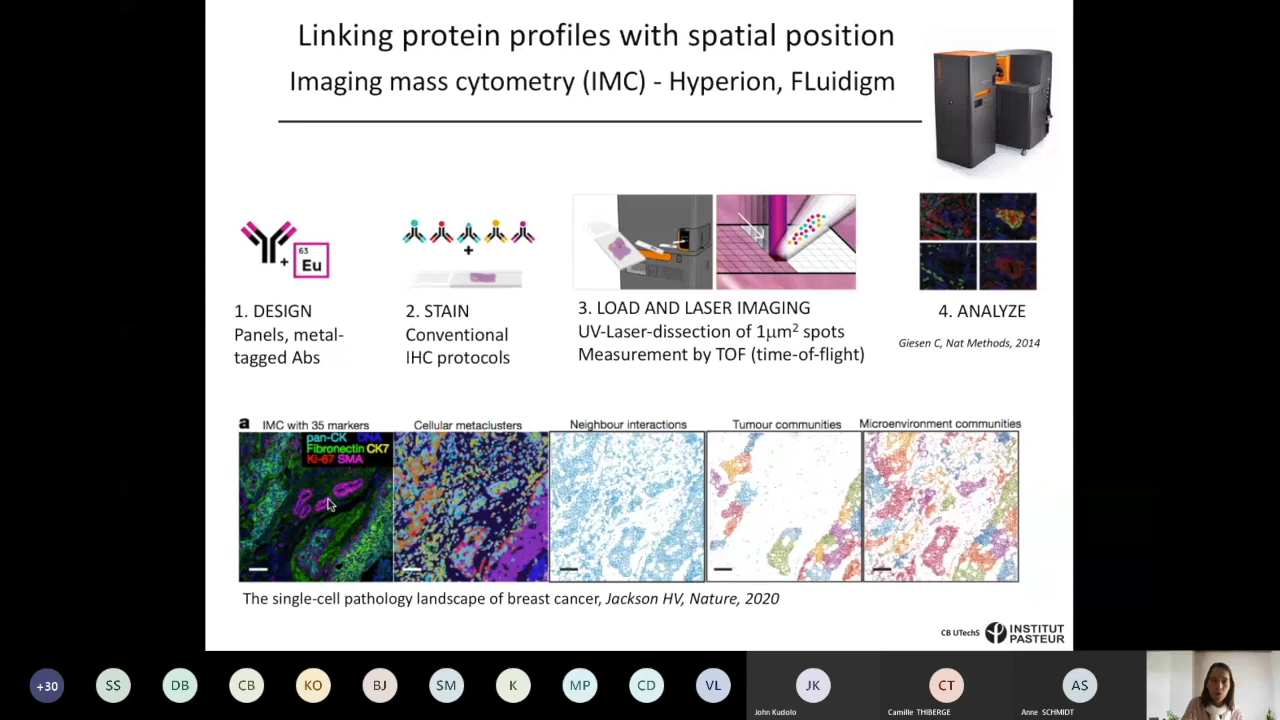 Linking protein profiles with spatial position
Imaging mass cytometry (IMC) - Hyperion, FLuidigm
63
Eu
+
+
1. DESIGN
Panels, metal-
tagged Abs
2. STAIN
Conventional
IHC protocols
3. LOAD AND LASER IMAGING
UV-Laser-dissection of 1µm² spots
Measurement by TOF (time-of-flight)
4. ANALYZE
Giesen C, Nat Methods, 2014
a IMC with 35 markers
Cellular metaclusters
Neighbour interactions
Tumour communities
Microenvironment communities
pan-CK DNA
Fibronectin CK7
Ki-67 SMA
The single-cell pathology landscape of breast cancer, Jackson HV, Nature, 2020
CB UTechS
INSTITUT
PASTEUR
+30 SS DB CB KO BJ SM K MP CD VL JK CT AS
John Kudolo
Camille THIBERGE
Anne SCHMIDT